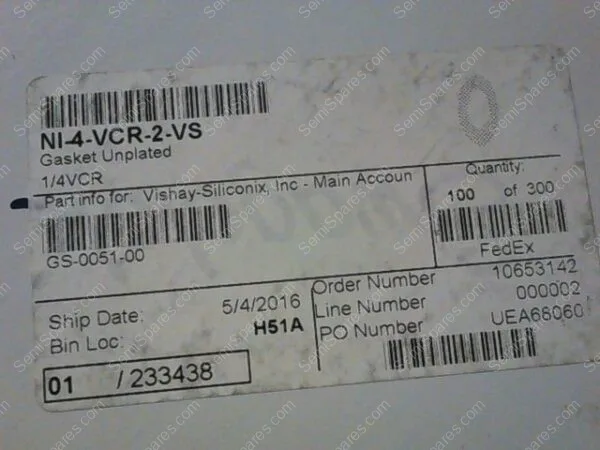 NI-4-VCR-2-VS
Gasket Unplated
1/4VCR
Part info for: Vishay-Siliconix, Inc - Main Accoun
GS-0051-00
Quantity:
100 of 300
FedEx
Ship Date: 5/4/2016
Bin Loc: H51A
01 / 233438
Order Number 10653142
Line Number 000002
PO Number UEA66060
SemiSpares.com